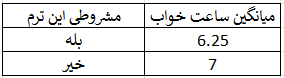 میانگین ساعت خواب مشروطی این ترم
6.25 بله
7 خیر